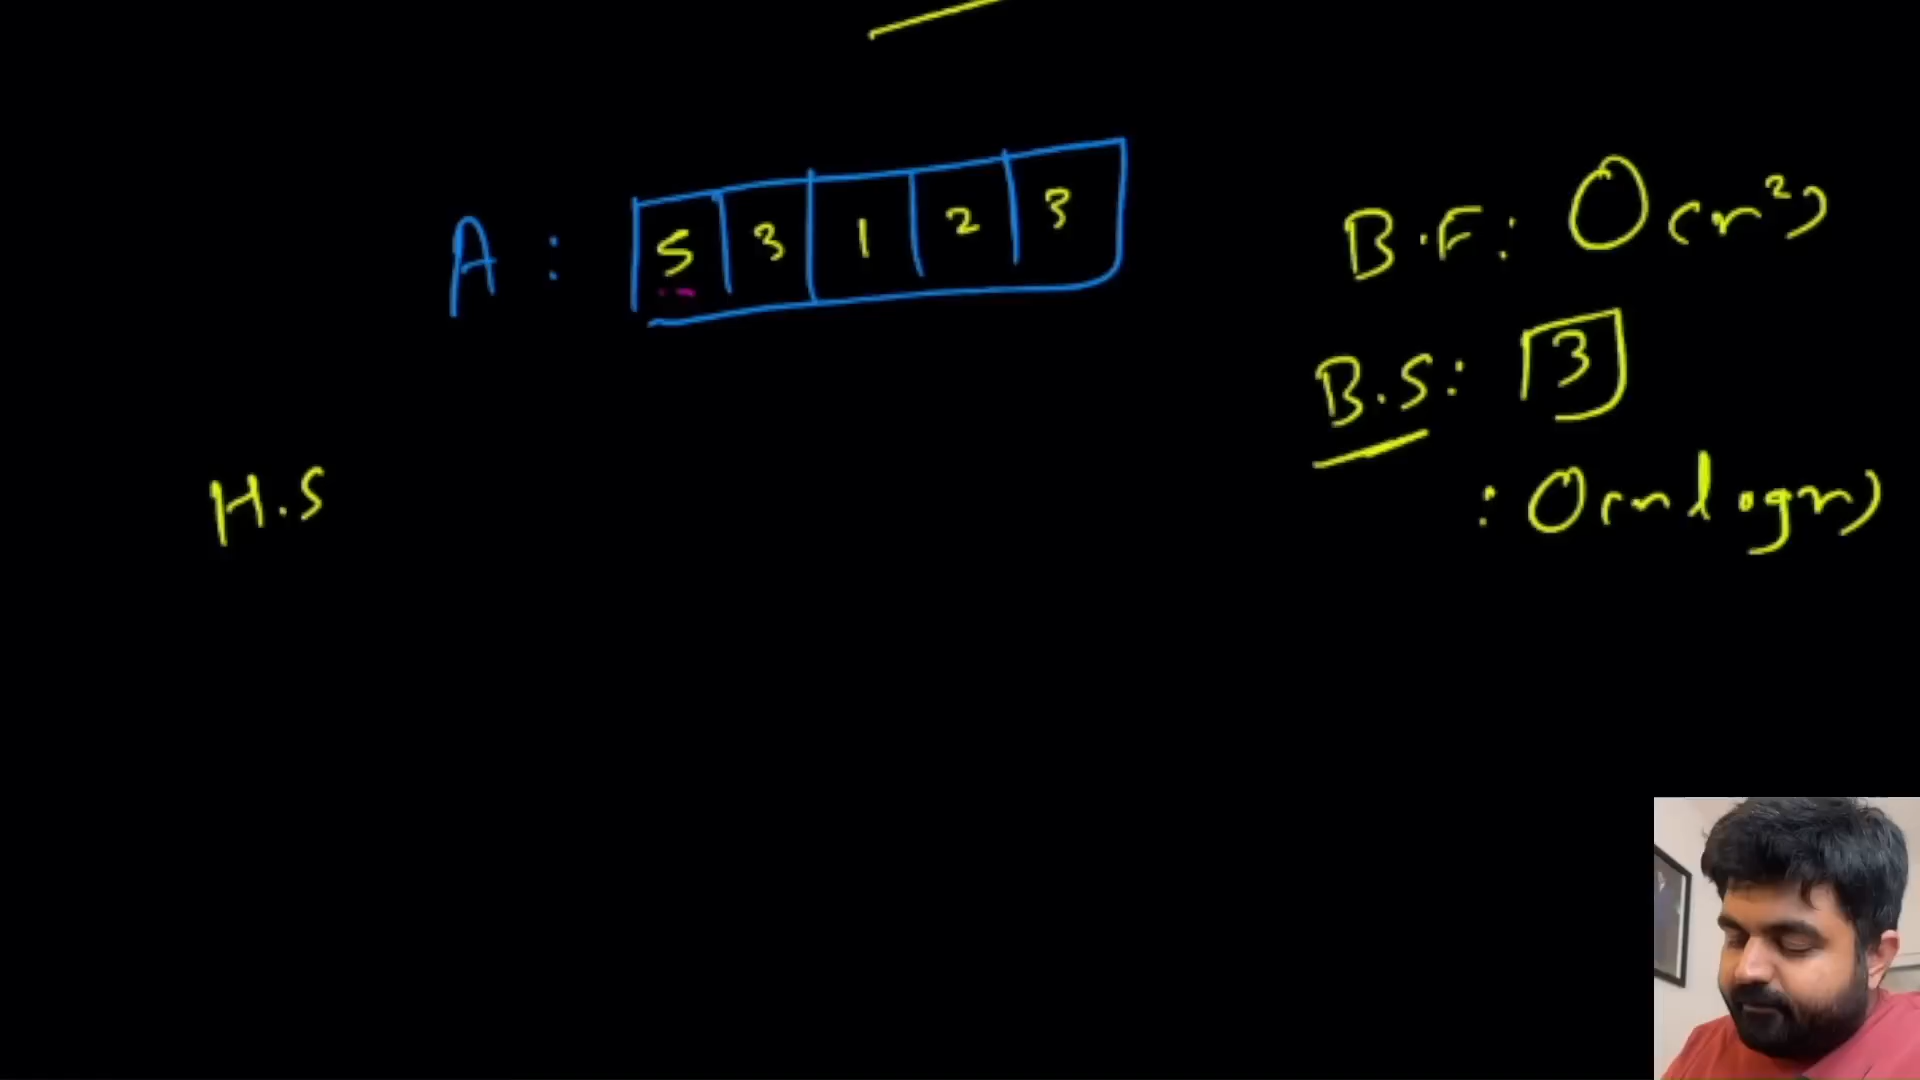 A : 5 3 1 2 3
B.F: O(n²)
B.S: 3
: O(nlogn)
H.S